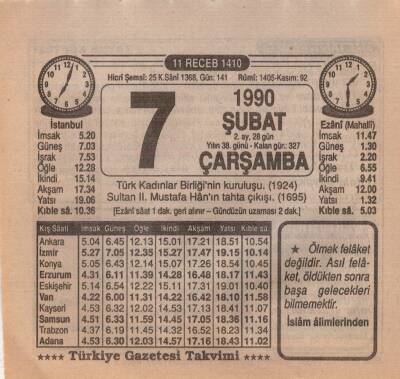 11 RECEB 1410
Hicrî Şemsî: 25 K.Sâni 1368, Gün: 141 Rûmî: 1405-Kasım: 92
İstanbul
İmsak 5.20
Güneş 7.03
İşrak 7.53
Öğle 12.28
İkindi 15.14
Akşam 17.34
Yatsı 19.06
Kıble sâ. 10.36
7
1990
ŞUBAT
2. ay, 28 gün
Yılın 38. günü - Kalan gün: 327
ÇARŞAMBA
Ezânî (Mahallî)
İmsak 11.47
Güneş 1.30
İşrak 2.20
Öğle 6.55
İkindi 9.41
Akşam 12.00
Yatsı 1.32
Kıble sâ. 5.03
Türk Kadınlar Birliği'nin kuruluşu. (1924)
Sultan II. Mustafa Hân'ın tahta çıkışı. (1695)
[Ezânî sâat 1 dak. geri alınır – Gündüzün uzaması 2 dak.]
Kış Sâati İmsak Güneş Öğle İkindi Akşam Yatsı Kıble sâ.
Ankara 5.04 6.45 12.13 15.01 17.21 18.51 10.54
İzmir 5.27 7.05 12.35 15.27 17.47 19.15 10.14
Konya 5.05 6.43 12.14 15.07 17.26 18.54 10.45
Erzurum 4.31 6.11 11.39 14.28 16.48 18.17 11.43
Eskişehir 5.14 6.54 12.22 15.11 17.31 19.01 10.40
Van 4.22 6.00 11.31 14.22 16.42 18.10 11.58
Kayseri 4.53 6.32 12.02 14.53 17.13 18.41 11.07
Samsun 4.51 6.33 11.59 14.45 17.05 18.36 11.16
Trabzon 4.37 6.19 11.45 14.32 16.52 18.23 11.34
Adana 4.53 6.30 12.03 14.57 17.16 18.43 11.02
★ Ölmek felâket
değildir. Asıl felâ-
ket, öldükten sonra
başa gelecekleri
bilmemektir.
İslâm âlimlerinden
★★★★ Türkiye Gazetesi Takvimi ★★★★